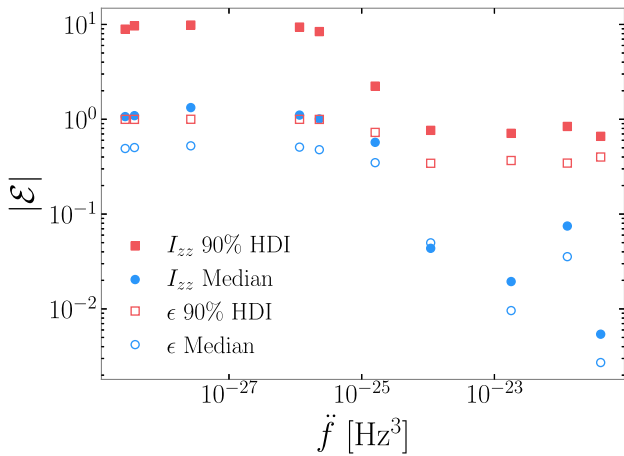 10¹
10⁰
10⁻¹
10⁻²
|ℰ|
I_zz 90% HDI
I_zz Median
ϵ 90% HDI
ϵ Median
10⁻²⁷ 10⁻²⁵ 10⁻²³
f̈ [Hz³]